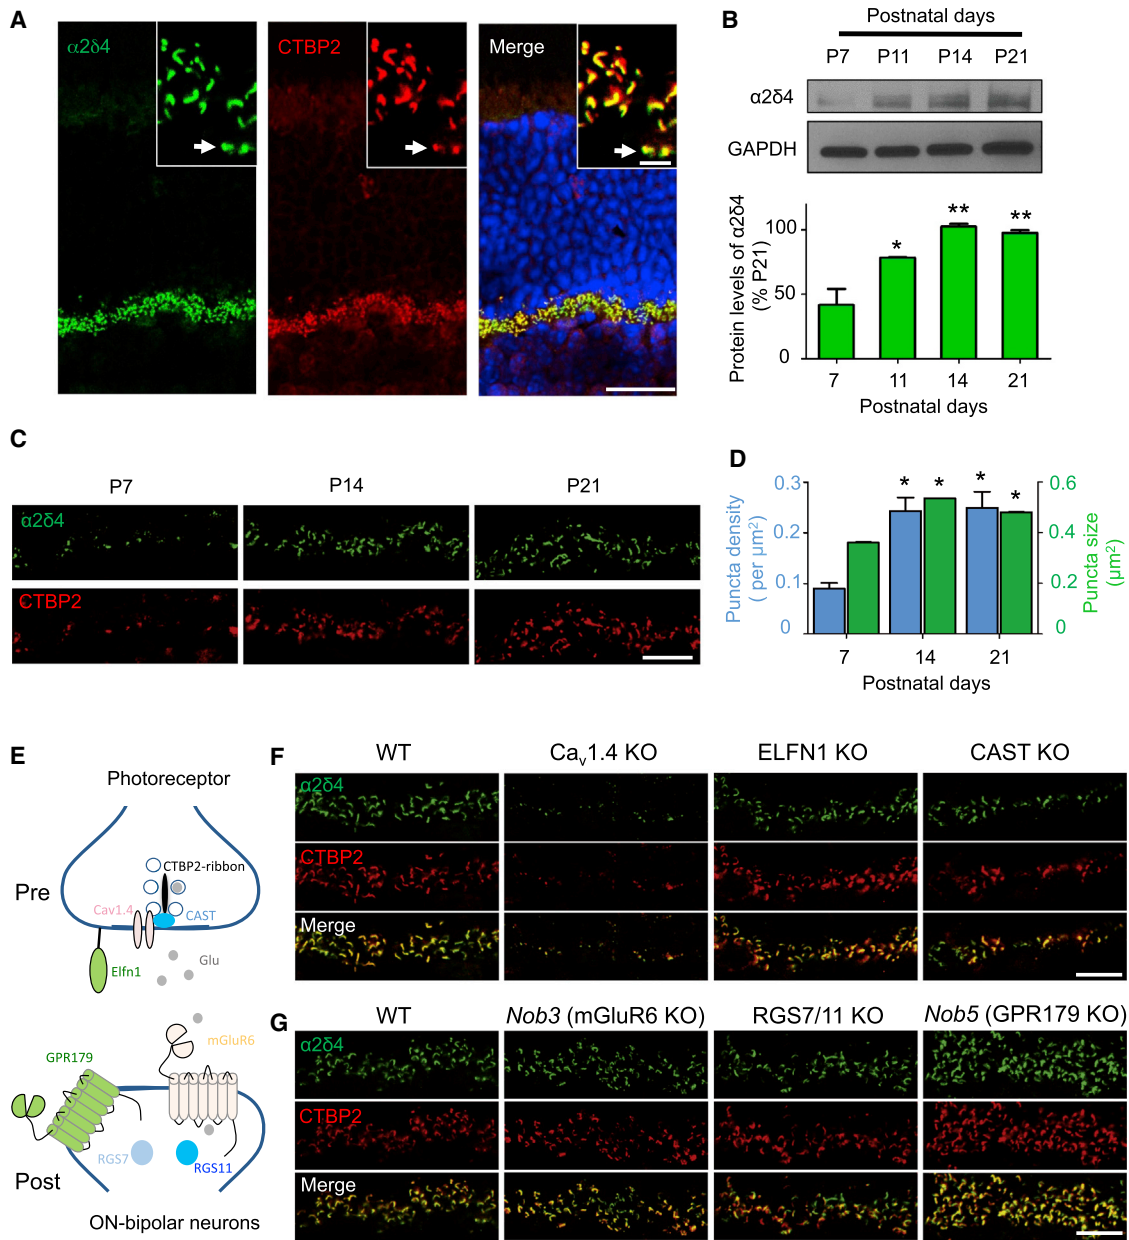 A
α2δ4
CTBP2
Merge
B
Postnatal days
P7 P11 P14 P21
α2δ4
GAPDH
Protein levels of α2δ4
(% P21)
100
50
0
* ** **
7 11 14 21
Postnatal days
C
P7 P14 P21
α2δ4
CTBP2
D
Puncta density
( per μm²)
0.3
0.2
0.1
0
* * * *
0.6
0.4
0.2
0
Puncta size
(μm²)
7 14 21
Postnatal days
E
Photoreceptor
Pre
CTBP2-ribbon
Cav1.4
CAST
Elfn1
Glu
mGluR6
GPR179
RGS7
RGS11
Post
ON-bipolar neurons
F
WT Caᵥ1.4 KO ELFN1 KO CAST KO
α2δ4
CTBP2
Merge
G
WT Nob3 (mGluR6 KO) RGS7/11 KO Nob5 (GPR179 KO)
α2δ4
CTBP2
Merge